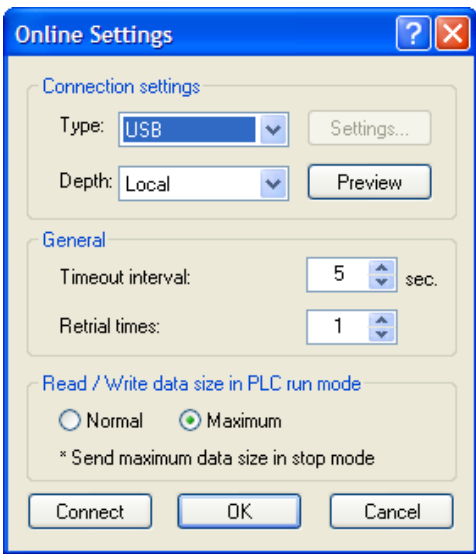 Online Settings
Connection settings
Type: USB Settings...
Depth: Local Preview
General
Timeout interval: 5 sec.
Retrial times: 1
Read / Write data size in PLC run mode
Normal Maximum
* Send maximum data size in stop mode
Connect OK Cancel